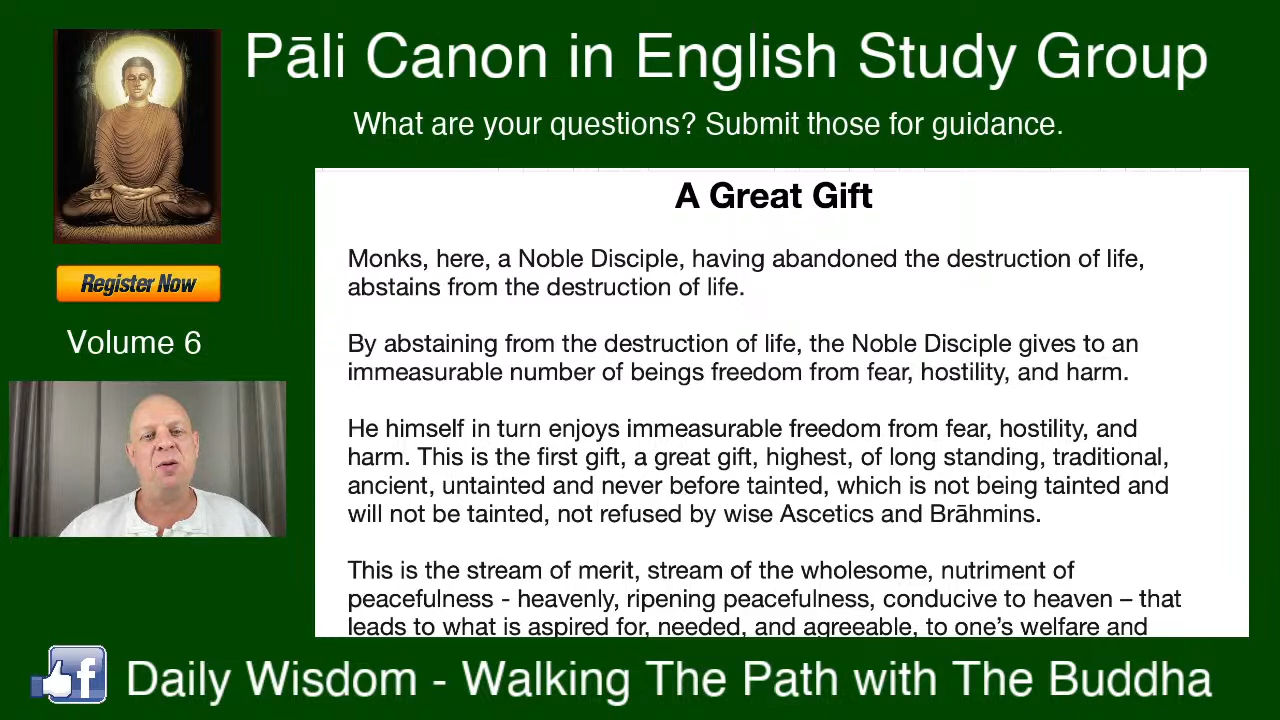 Pāli Canon in English Study Group
What are your questions? Submit those for guidance.
Register Now
Volume 6
A Great Gift
Monks, here, a Noble Disciple, having abandoned the destruction of life,
abstains from the destruction of life.
By abstaining from the destruction of life, the Noble Disciple gives to an
immeasurable number of beings freedom from fear, hostility, and harm.
He himself in turn enjoys immeasurable freedom from fear, hostility, and
harm. This is the first gift, a great gift, highest, of long standing, traditional,
ancient, untainted and never before tainted, which is not being tainted and
will not be tainted, not refused by wise Ascetics and Brāhmins.
This is the stream of merit, stream of the wholesome, nutriment of
peacefulness - heavenly, ripening peacefulness, conducive to heaven – that
leads to what is aspired for, needed, and agreeable, to one’s welfare and
f
Daily Wisdom - Walking The Path with The Buddha